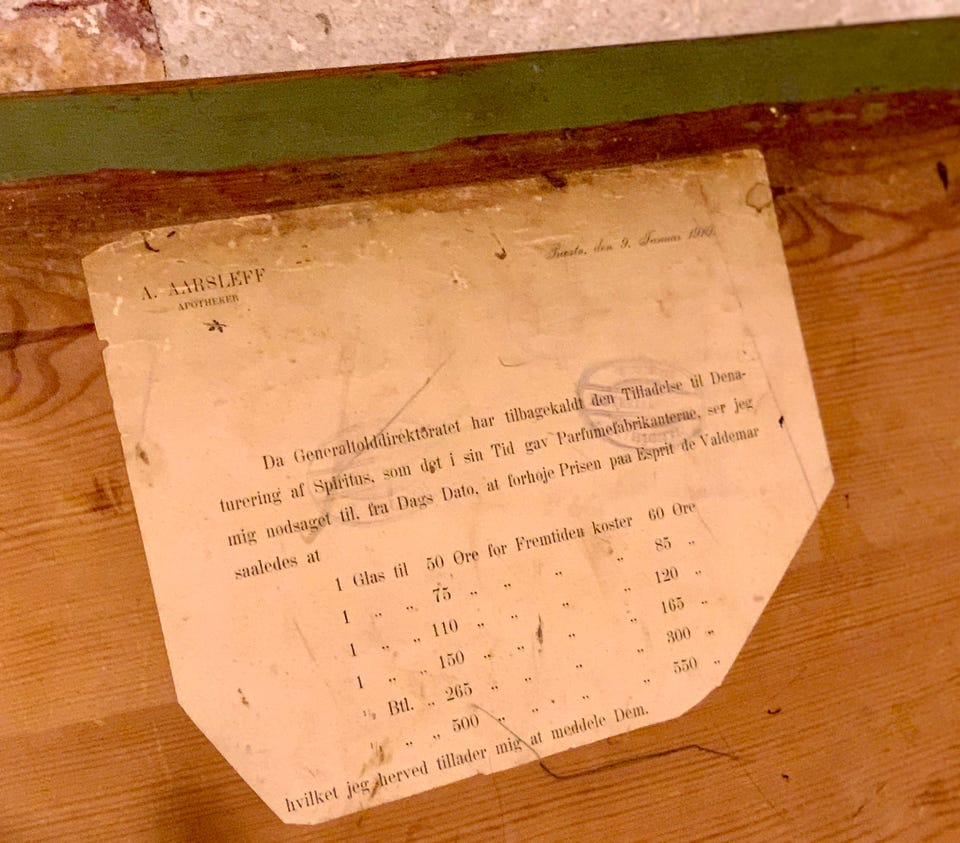 A. AARSLEFF
APOTHEKER
den 9. Januar
Da Generaltolddirektoratet har tilbagekaldt den Tilladelse til Dena-
turering af Spiritus, som det i sin Tid gav Parfumefabrikanterne, ser jeg
mig nødsaget til, fra Dags Dato, at forhøje Prisen paa Esprit de Valdemar
saaledes at
1 Glas til 50 Øre for Fremtiden koster 60 Øre
1 „ „ 75 „ „ „ „ 85 „
1 „ „ 110 „ „ „ „ 120 „
1 „ „ 150 „ „ „ „ 165 „
„ Btl. „ 265 „ „ „ „ 300 „
„ „ „ 500 „ „ „ „ 550 „
hvilket jeg herved tillader mig at meddele Dem.